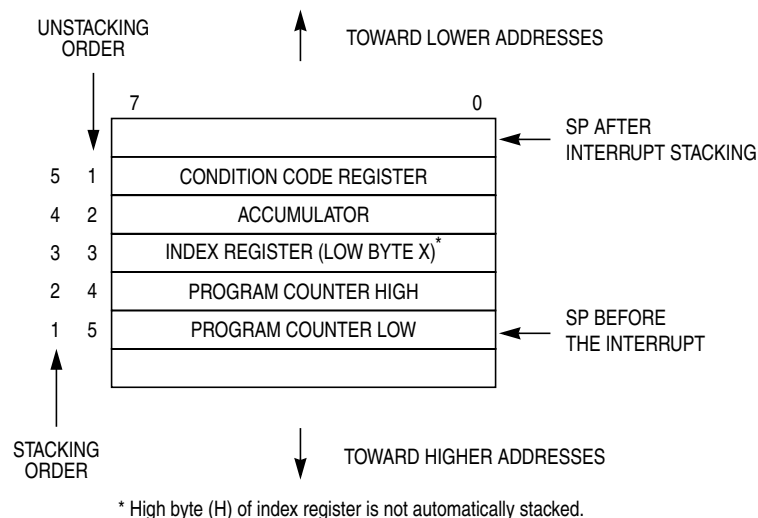 UNSTACKING
ORDER
TOWARD LOWER ADDRESSES
7 0
SP AFTER
INTERRUPT STACKING
5 1 CONDITION CODE REGISTER
4 2 ACCUMULATOR
3 3 INDEX REGISTER (LOW BYTE X)*
2 4 PROGRAM COUNTER HIGH
1 5 PROGRAM COUNTER LOW
SP BEFORE
THE INTERRUPT
STACKING
ORDER
TOWARD HIGHER ADDRESSES
* High byte (H) of index register is not automatically stacked.